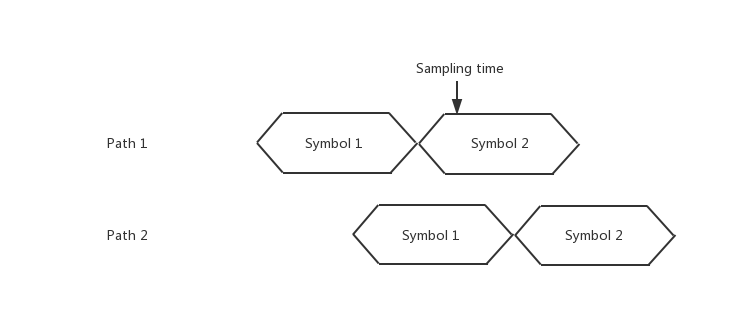 Sampling time
Path 1
Symbol 1
Symbol 2
Path 2
Symbol 1
Symbol 2